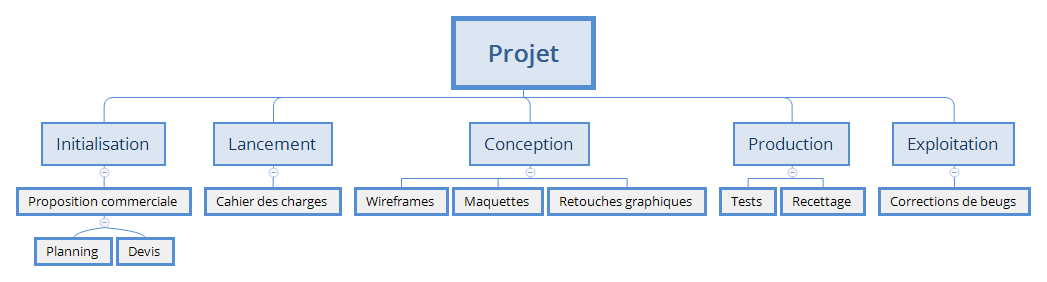 Projet
Initialisation
Lancement
Conception
Production
Exploitation
Proposition commerciale
Cahier des charges
Wireframes
Maquettes
Retouches graphiques
Tests
Recettage
Corrections de beugs
Planning
Devis